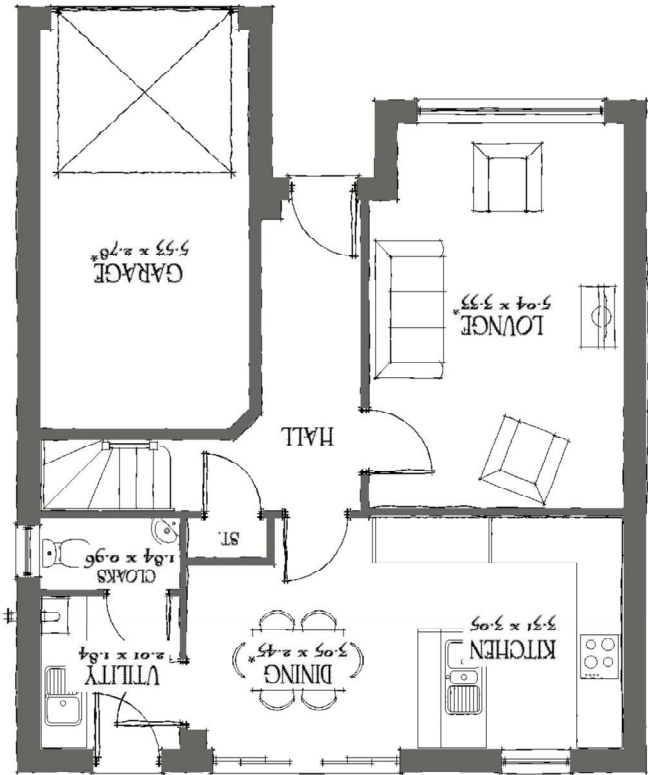 KITCHEN
3.31 x 3.05
DINING
3.05 x 2.45*
UTILITY
2.01 x 1.84
CLOAKS
1.84 x 0.96
ST.
HALL
LOUNGE
5.04 x 3.33*
GARAGE
5.53 x 2.78*